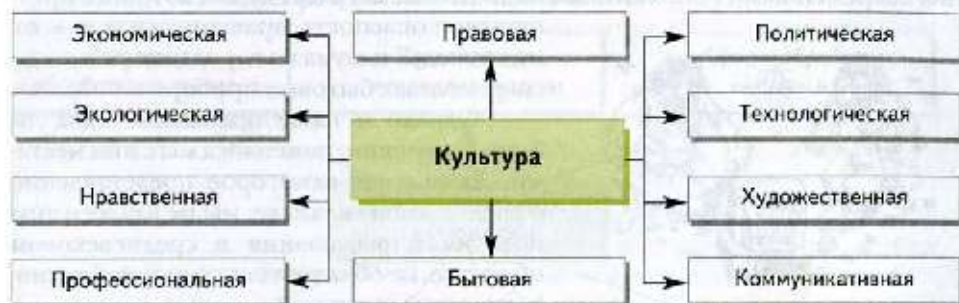 Экономическая Правовая Политическая
Экологическая Технологическая
Культура
Нравственная Художественная
Профессиональная Бытовая Коммуникативная